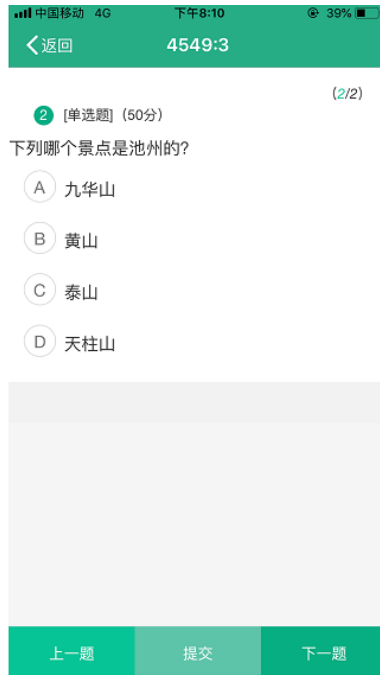 中国移动 4G 下午8:10 39%
返回 4549:3
(2/2)
2 [单选题]（50分）
下列哪个景点是池州的?
A 九华山
B 黄山
C 泰山
D 天柱山
上一题 提交 下一题